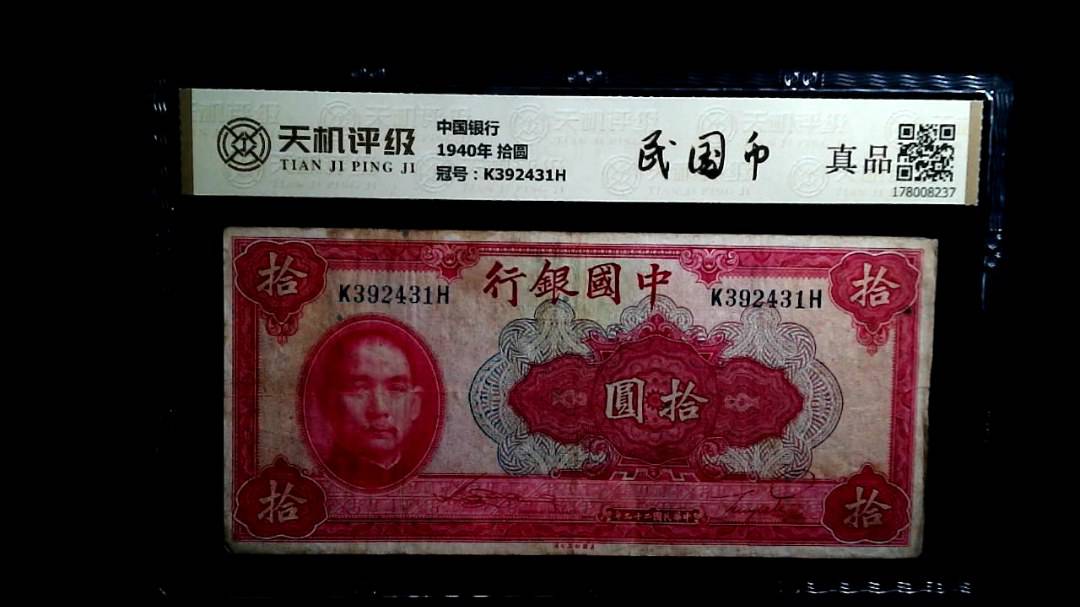 天机评级
TIAN JI PING JI
中国银行
1940年 拾圆
冠号：K392431H
民国币
真品
178008237
拾
行銀國中
拾
K392431H
K392431H
圓拾
拾
拾